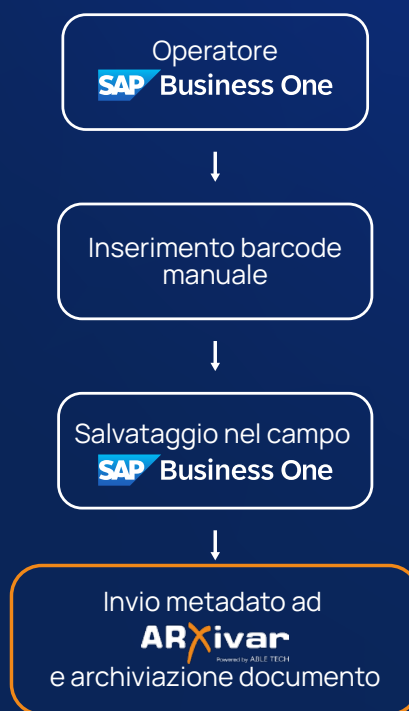 Operatore
SAP Business One
Inserimento barcode
manuale
Salvataggio nel campo
SAP Business One
Invio metadato ad
ARXivar
Powered by ABLE TECH
e archiviazione documento